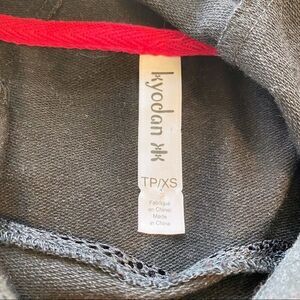 kyodan
TP/XS
Fabriqué
en Chine
Made
in China